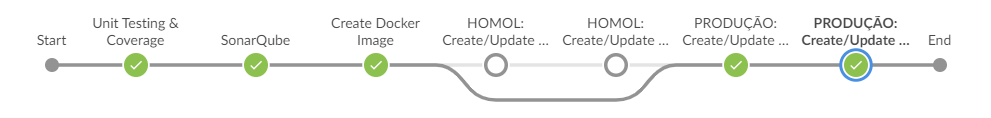 Start
Unit Testing &
Coverage
SonarQube
Create Docker
Image
HOMOL:
Create/Update ...
HOMOL:
Create/Update ...
PRODUÇÃO:
Create/Update ...
PRODUÇÃO:
Create/Update ...
End